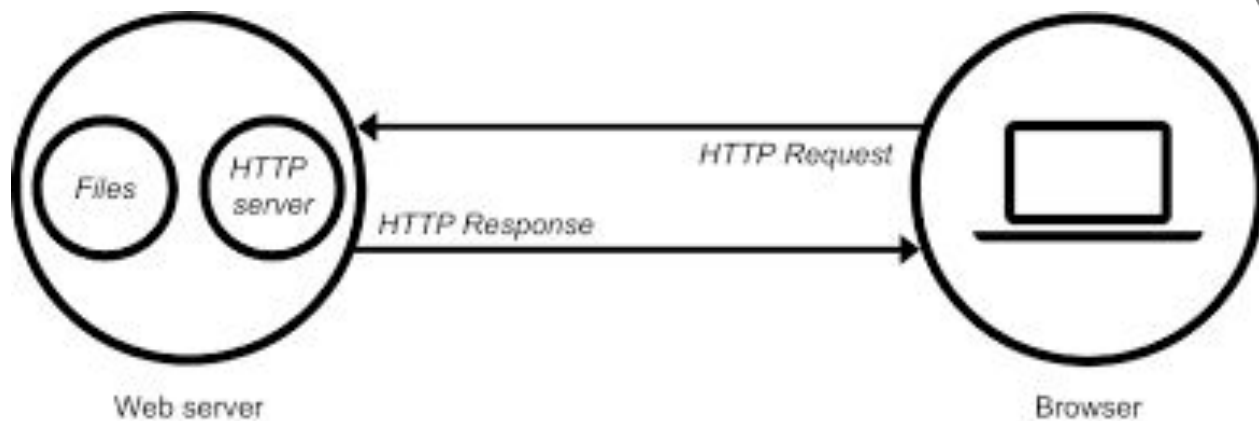 Files
HTTP
server
HTTP Request
HTTP Response
Web server
Browser